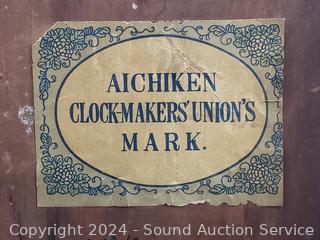 AICHIKEN
CLOCK-MAKERS' UNION'S
MARK.
Copyright © 2024 - Sound Auction Service